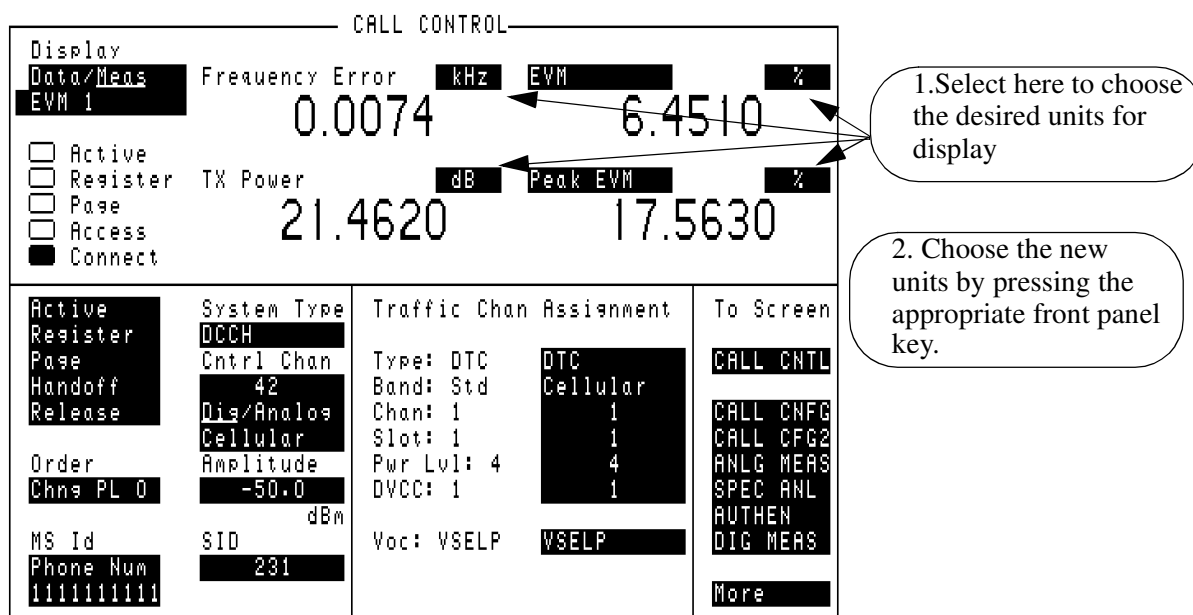 CALL CONTROL
Display
Data/Meas
EVM 1
Frequency Error kHz
0.0074
EVM %
6.4510
Active
Register
Page
Access
Connect
TX Power dB
21.4620
Peak EVM %
17.5630
1.Select here to choose
the desired units for
display
2. Choose the new
units by pressing the
appropriate front panel
key.
Active
Register
Page
Handoff
Release
Order
Chng PL 0
MS Id
Phone Num
1111111111
System Type
DCCH
Cntrl Chan
42
Dig/Analog
Cellular
Amplitude
-50.0
dBm
SID
231
Traffic Chan Assignment
Type: DTC DTC
Band: Std Cellular
Chan: 1 1
Slot: 1 1
Pwr Lvl: 4 4
DVCC: 1 1
Voc: VSELP VSELP
To Screen
CALL CNTL
CALL CNFG
CALL CFG2
ANLG MEAS
SPEC ANL
AUTHEN
DIG MEAS
More